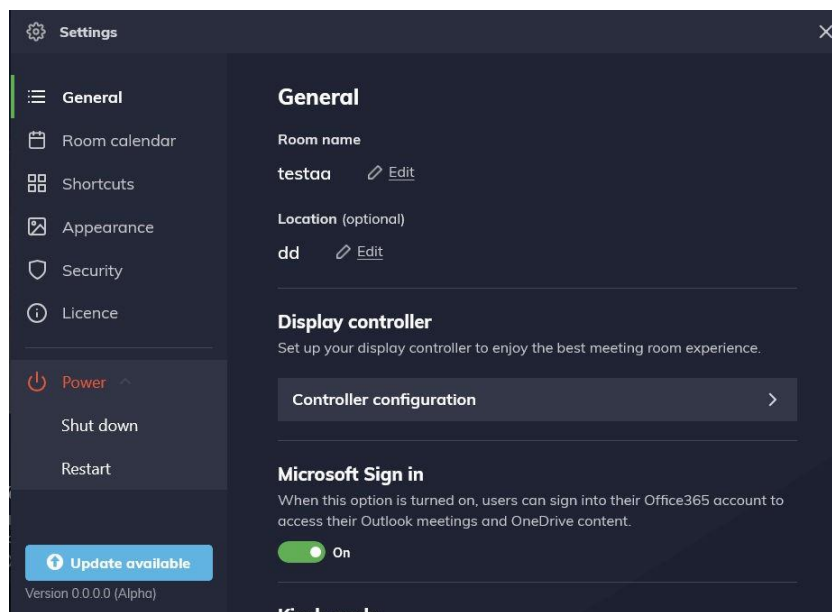 Settings
General
Room calendar
Shortcuts
Appearance
Security
Licence
Power
Shut down
Restart
Update available
Version 0.0.0.0 (Alpha)
General
Room name
testaa Edit
Location (optional)
dd Edit
Display controller
Set up your display controller to enjoy the best meeting room experience.
Controller configuration
Microsoft Sign in
When this option is turned on, users can sign into their Office365 account to
access their Outlook meetings and OneDrive content.
On